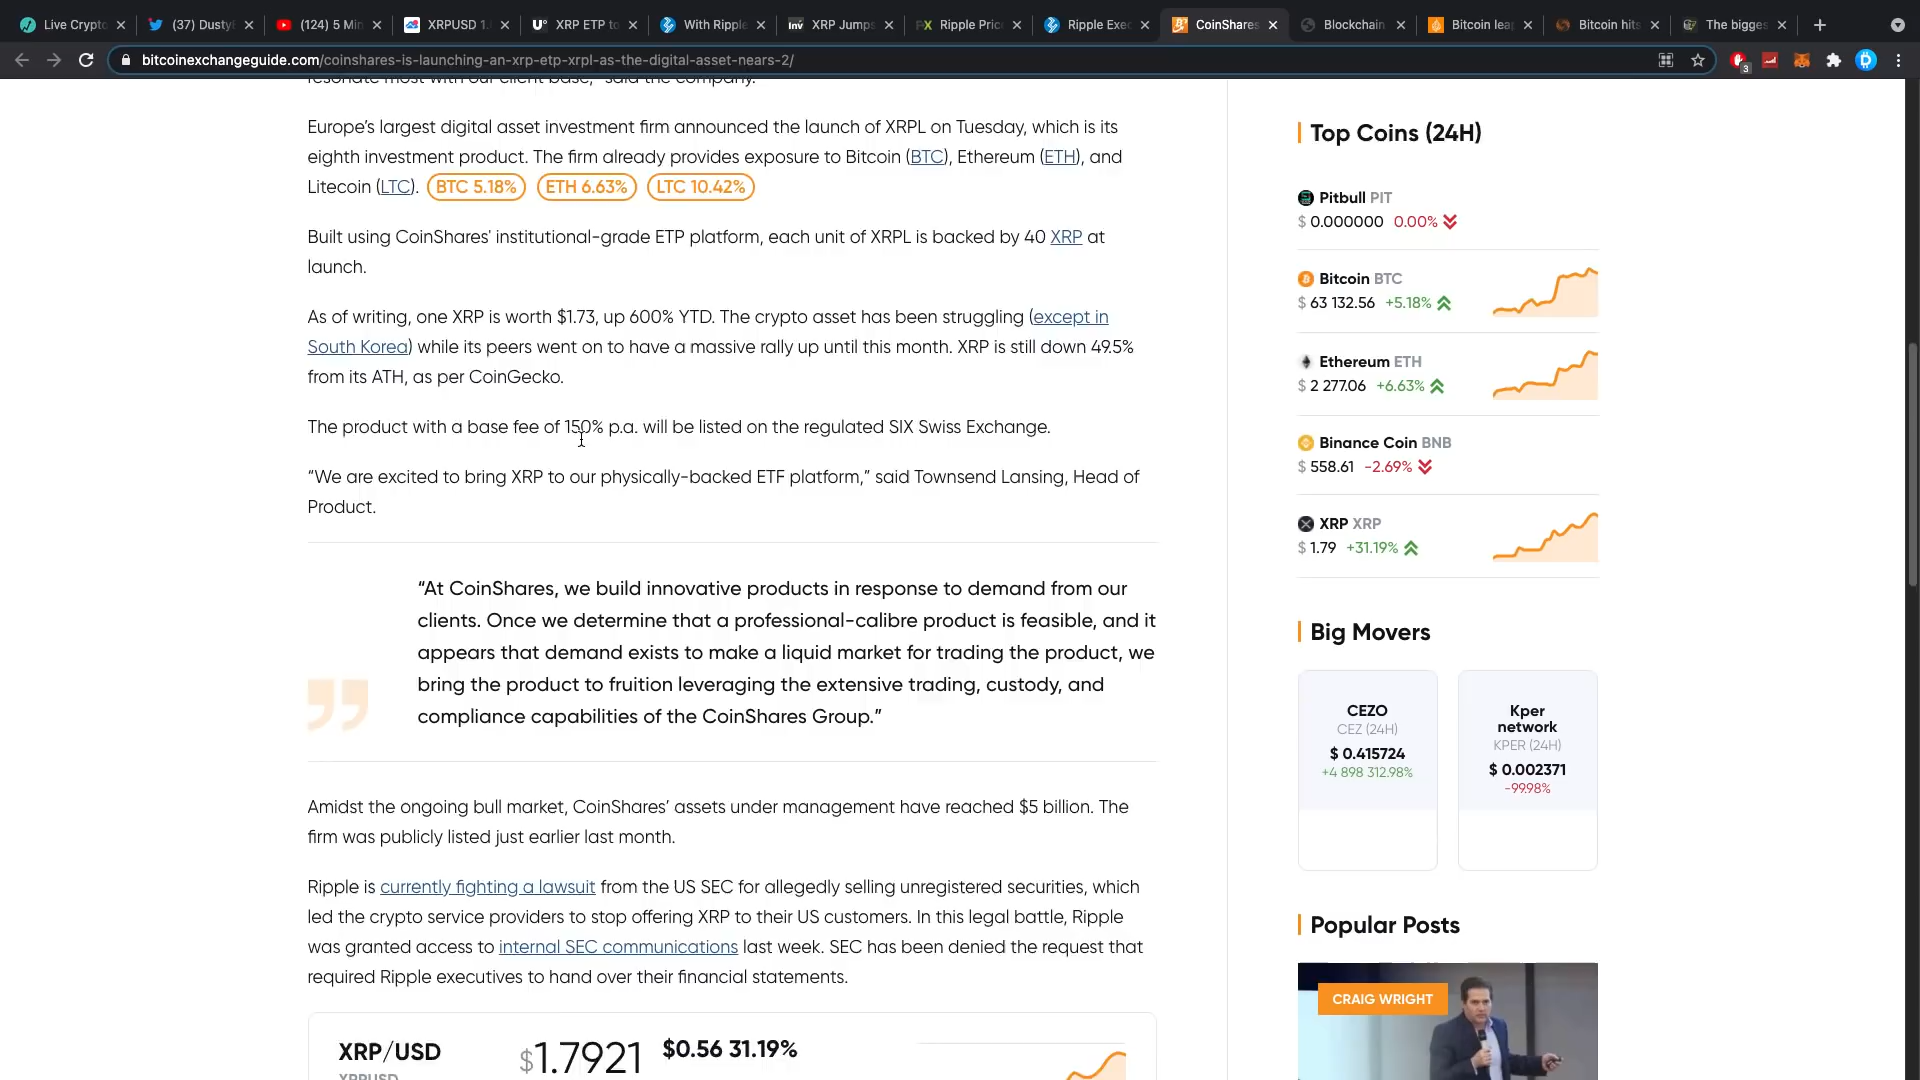 Live Crypto
(37) DustyB
(124) 5 Min
XRPUSD 1.
XRP ETP to
With Ripple
XRP Jumps
Ripple Pric
Ripple Exec
CoinShares
Blockchain
Bitcoin lea
Bitcoin hits
The bigges
bitcoinexchangeguide.com/coinshares-is-launching-an-xrp-etp-xrpl-as-the-digital-asset-nears-2/
3
resonate most with our client base,” said the company.
Europe’s largest digital asset investment firm announced the launch of XRPL on Tuesday, which is its
eighth investment product. The firm already provides exposure to Bitcoin (BTC), Ethereum (ETH), and
Litecoin (LTC). BTC 5.18% ETH 6.63% LTC 10.42%
Built using CoinShares' institutional-grade ETP platform, each unit of XRPL is backed by 40 XRP at
launch.
As of writing, one XRP is worth $1.73, up 600% YTD. The crypto asset has been struggling (except in
South Korea) while its peers went on to have a massive rally up until this month. XRP is still down 49.5%
from its ATH, as per CoinGecko.
The product with a base fee of 150% p.a. will be listed on the regulated SIX Swiss Exchange.
“We are excited to bring XRP to our physically-backed ETF platform,” said Townsend Lansing, Head of
Product.
“At CoinShares, we build innovative products in response to demand from our
clients. Once we determine that a professional-calibre product is feasible, and it
appears that demand exists to make a liquid market for trading the product, we
bring the product to fruition leveraging the extensive trading, custody, and
compliance capabilities of the CoinShares Group.”
Amidst the ongoing bull market, CoinShares’ assets under management have reached $5 billion. The
firm was publicly listed just earlier last month.
Ripple is currently fighting a lawsuit from the US SEC for allegedly selling unregistered securities, which
led the crypto service providers to stop offering XRP to their US customers. In this legal battle, Ripple
was granted access to internal SEC communications last week. SEC has been denied the request that
required Ripple executives to hand over their financial statements.
XRP/USD
XRPUSD
$1.7921
$0.56 31.19%
Top Coins (24H)
Pitbull PIT
$ 0.000000 0.00%
Bitcoin BTC
$ 63 132.56 +5.18%
Ethereum ETH
$ 2 277.06 +6.63%
Binance Coin BNB
$ 558.61 -2.69%
XRP XRP
$ 1.79 +31.19%
Big Movers
CEZO
CEZ (24H)
$ 0.415724
+4 898 312.98%
Kper
network
KPER (24H)
$ 0.002371
-99.98%
Popular Posts
CRAIG WRIGHT